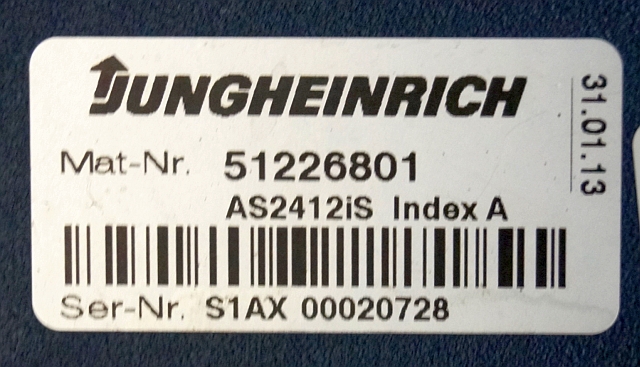 JUNGHEINRICH
Mat-Nr. 51226801
AS2412iS Index A
Ser-Nr. S1AX 00020728
31.01.13